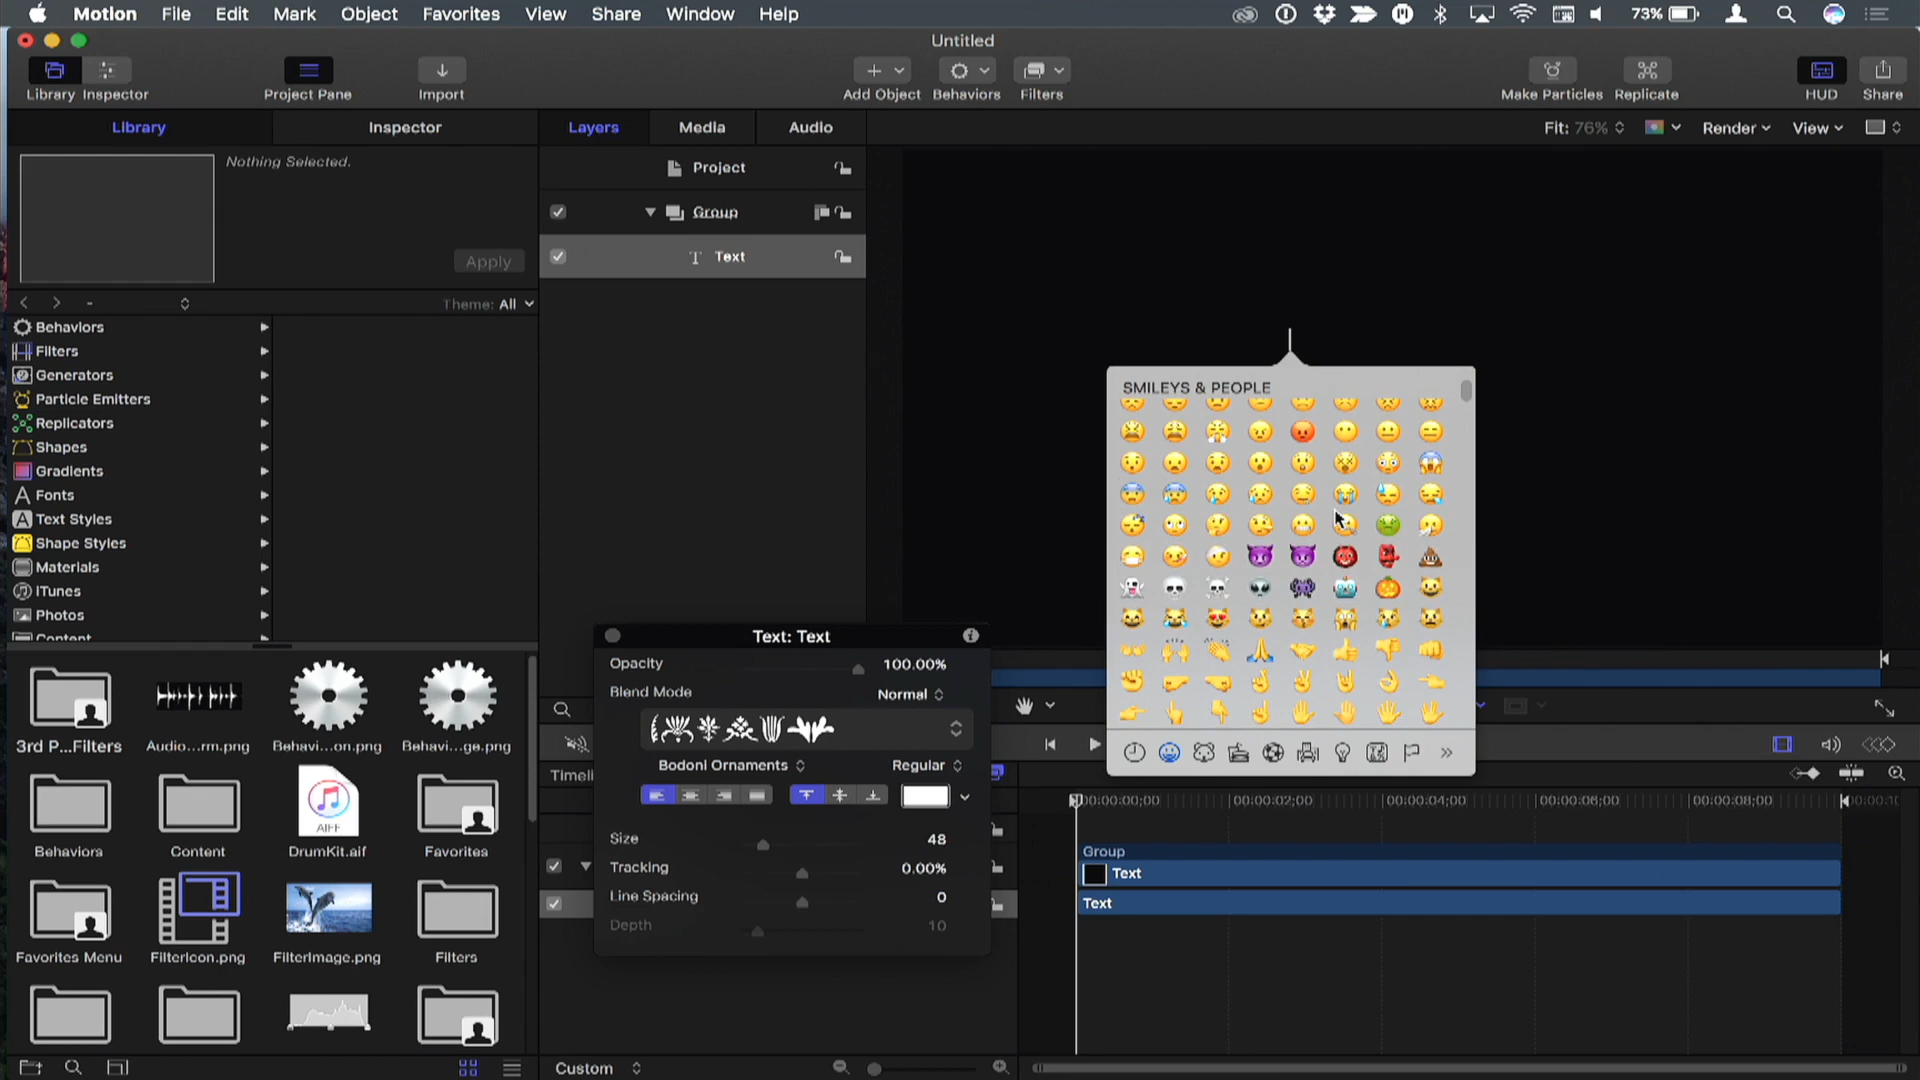 Motion File Edit Mark Object Favorites View Share Window Help
73%
Untitled
Library Inspector Project Pane Import Add Object Behaviors Filters Make Particles Replicate HUD Share
Library Inspector Layers Media Audio
Fit: 76% Render View
Nothing Selected.
Apply
Project
Group
Text
- Theme: All
Behaviors
Filters
Generators
Particle Emitters
Replicators
Shapes
Gradients
Fonts
Text Styles
Shape Styles
Materials
iTunes
Photos
Content
SMILEYS & PEOPLE
3rd P...Filters Audio...rm.png Behavi...on.png Behavi...ge.png
AIFF
Behaviors Content DrumKit.aif Favorites
Favorites Menu FilterIcon.png FilterImage.png Filters
Text: Text
Opacity 100.00%
Blend Mode Normal
Bodoni Ornaments Regular
Size 48
Tracking 0.00%
Line Spacing 0
Depth 10
Timeli
00:00:00;00 00:00:02;00 00:00:04;00 00:00:06;00 00:00:08;00 00:00:10
Group
Text
Text
Custom